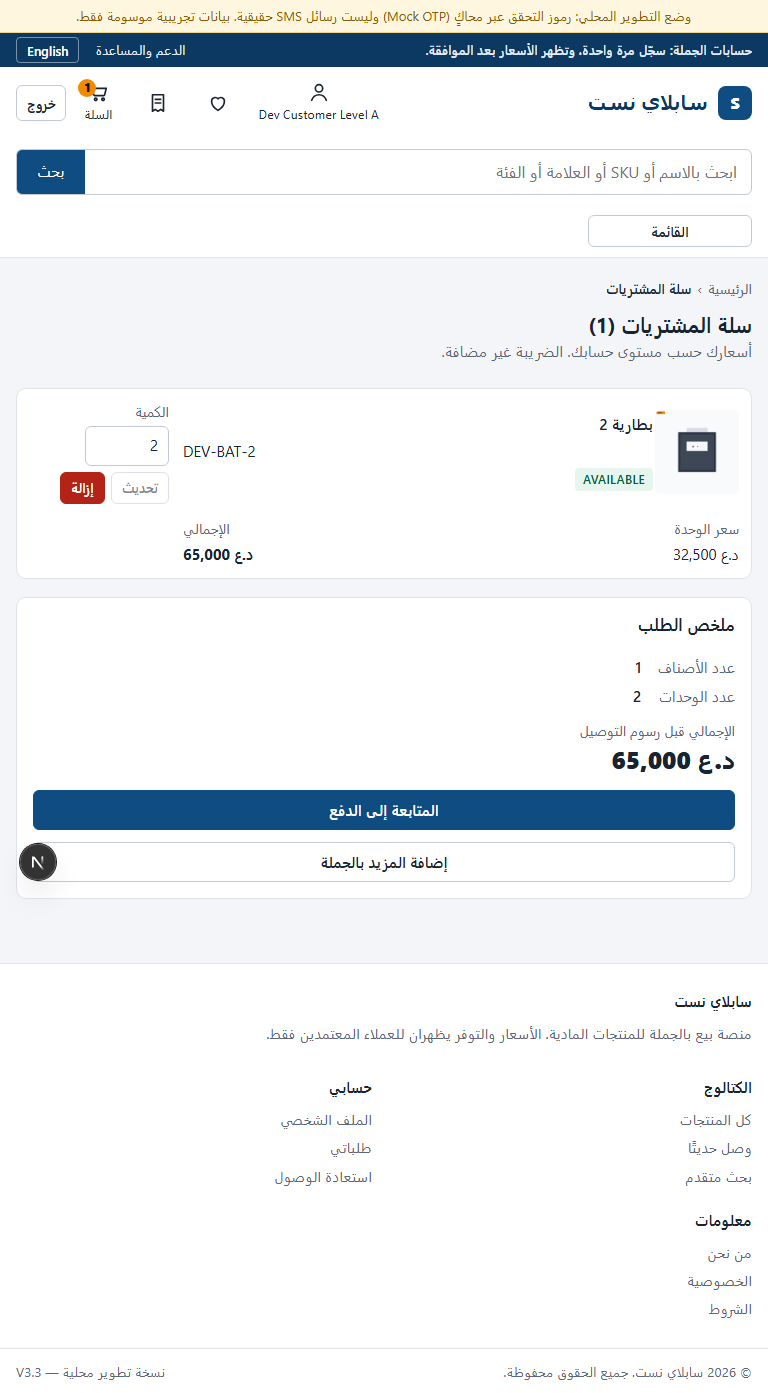 وضع التطوير المحلي: رموز التحقق عبر محاكٍ (Mock OTP) وليست رسائل SMS حقيقية. بيانات تجريبية موسومة فقط.
حسابات الجملة: سجّل مرة واحدة، وتظهر الأسعار بعد الموافقة.
الدعم والمساعدة
English
S
سابلاي نست
Dev Customer Level A
1
السلة
خروج
ابحث بالاسم أو SKU أو العلامة أو الفئة
بحث
القائمة
الرئيسية › سلة المشتريات
سلة المشتريات (1)
أسعارك حسب مستوى حسابك. الضريبة غير مضافة.
بطارية 2
AVAILABLE
DEV-BAT-2
الكمية
2
تحديث
إزالة
سعر الوحدة
32,500 د.ع
الإجمالي
65,000 د.ع
ملخص الطلب
عدد الأصناف 1
عدد الوحدات 2
الإجمالي قبل رسوم التوصيل
65,000 د.ع
المتابعة إلى الدفع
إضافة المزيد بالجملة
N
سابلاي نست
منصة بيع بالجملة للمنتجات المادية. الأسعار والتوفر يظهران للعملاء المعتمدين فقط.
الكتالوج
كل المنتجات
وصل حديثًا
بحث متقدم
حسابي
الملف الشخصي
طلباتي
استعادة الوصول
معلومات
من نحن
الخصوصية
الشروط
© 2026 سابلاي نست. جميع الحقوق محفوظة.
نسخة تطوير محلية — V3.3